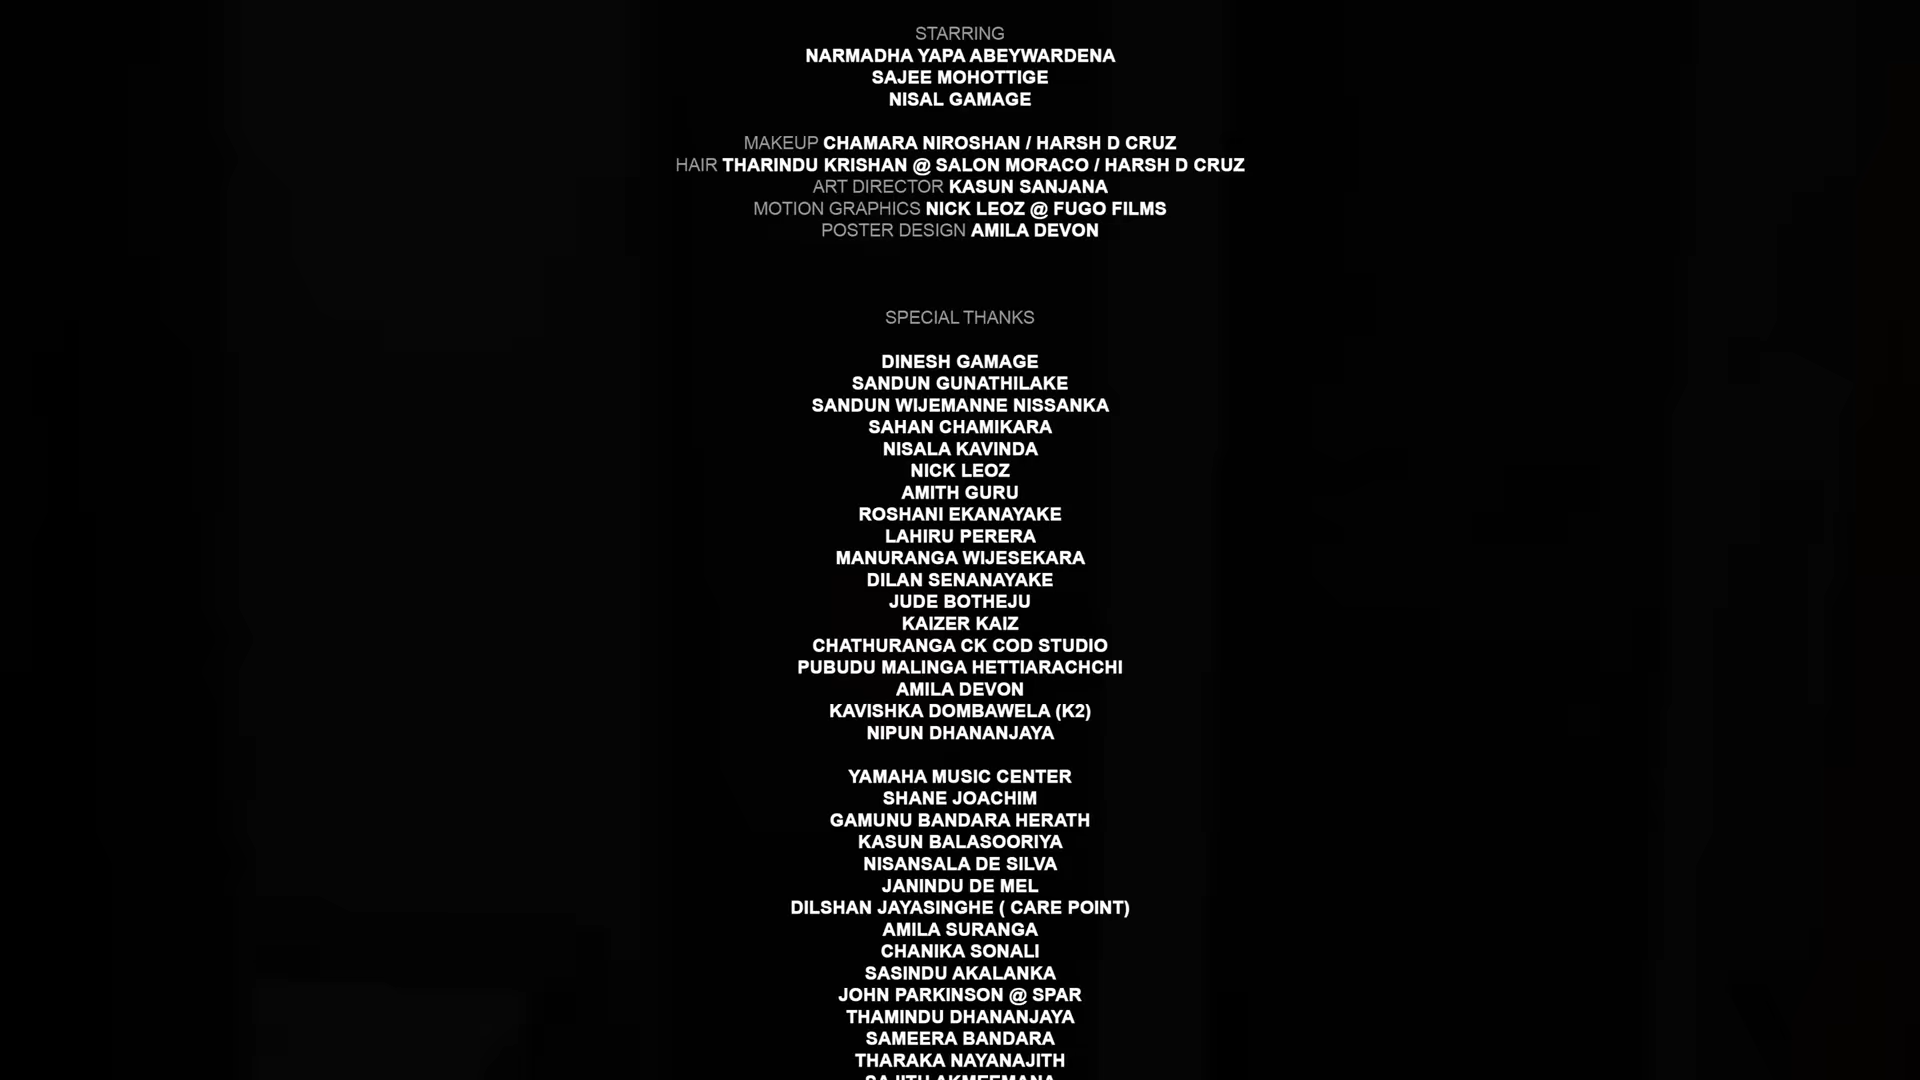 STARRING
NARMADHA YAPA ABEYWARDENA
SAJEE MOHOTTIGE
NISAL GAMAGE
MAKEUP CHAMARA NIROSHAN / HARSH D CRUZ
HAIR THARINDU KRISHAN @ SALON MORACO / HARSH D CRUZ
ART DIRECTOR KASUN SANJANA
MOTION GRAPHICS NICK LEOZ @ FUGO FILMS
POSTER DESIGN AMILA DEVON
SPECIAL THANKS
DINESH GAMAGE
SANDUN GUNATHILAKE
SANDUN WIJEMANNE NISSANKA
SAHAN CHAMIKARA
NISALA KAVINDA
NICK LEOZ
AMITH GURU
ROSHANI EKANAYAKE
LAHIRU PERERA
MANURANGA WIJESEKARA
DILAN SENANAYAKE
JUDE BOTHEJU
KAIZER KAIZ
CHATHURANGA CK COD STUDIO
PUBUDU MALINGA HETTIARACHCHI
AMILA DEVON
KAVISHKA DOMBAWELA (K2)
NIPUN DHANANJAYA
YAMAHA MUSIC CENTER
SHANE JOACHIM
GAMUNU BANDARA HERATH
KASUN BALASOORIYA
NISANSALA DE SILVA
JANINDU DE MEL
DILSHAN JAYASINGHE ( CARE POINT)
AMILA SURANGA
CHANIKA SONALI
SASINDU AKALANKA
JOHN PARKINSON @ SPAR
THAMINDU DHANANJAYA
SAMEERA BANDARA
THARAKA NAYANAJITH